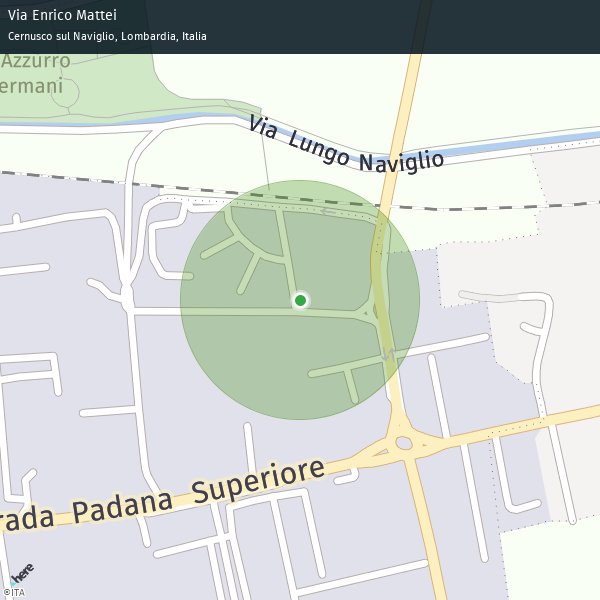 Via Enrico Mattei
Cernusco sul Naviglio, Lombardia, Italia
Azzurro
ermani
Via Lungo Naviglio
rada Padana Superiore
here
©ITA